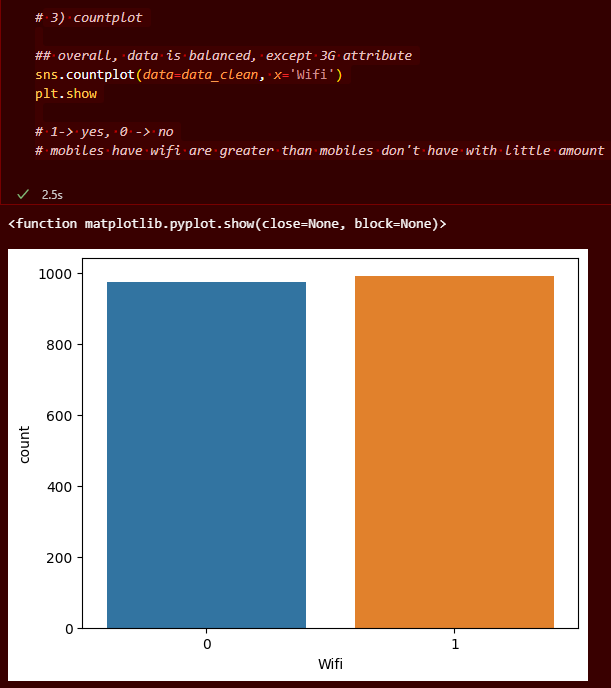 # 3) countplot
## overall, data is balanced, except 3G attribute
sns.countplot(data=data_clean, x='Wifi')
plt.show
# 1-> yes, 0 -> no
# mobiles have wifi are greater than mobiles don't have with little amount
2.5s
<function matplotlib.pyplot.show(close=None, block=None)>
1000
800
600
400
200
0
count
0 1
Wifi